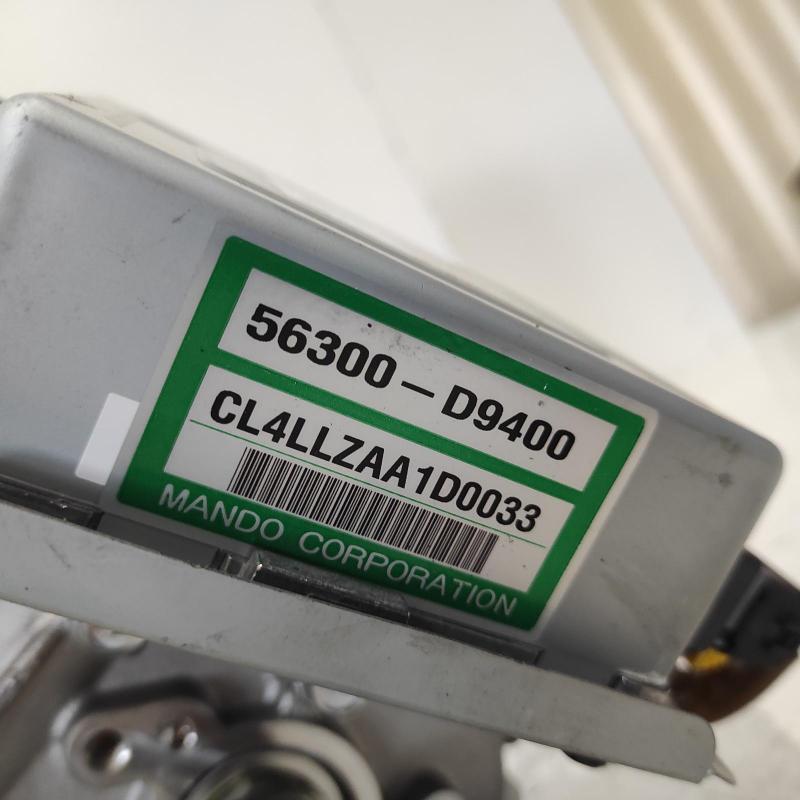 56300-D9400
CL4LLZAA1D0033
MANDO CORPORATION